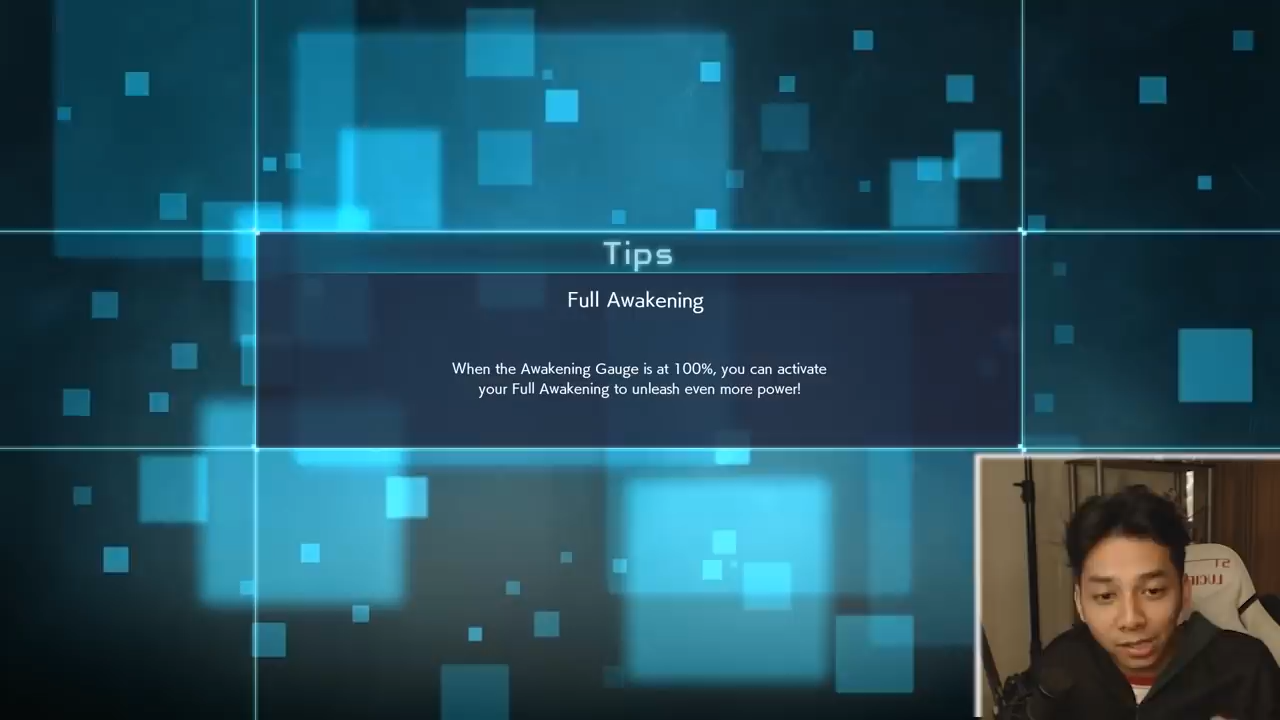 Tips
Full Awakening
When the Awakening Gauge is at 100%, you can activate
your Full Awakening to unleash even more power!